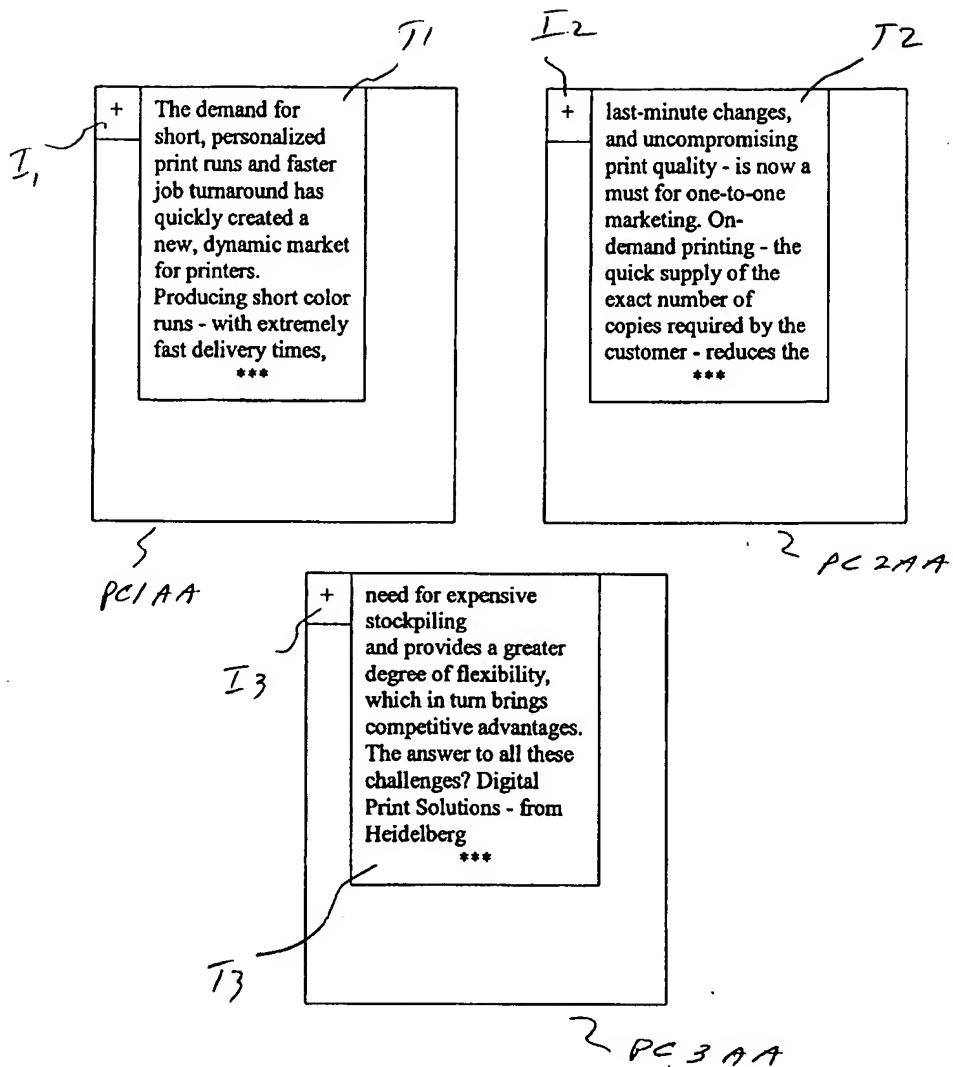 T1
I2
T2
I1
+
The demand for
short, personalized
print runs and faster
job turnaround has
quickly created a
new, dynamic market
for printers.
Producing short color
runs - with extremely
fast delivery times,
***
+
last-minute changes,
and uncompromising
print quality - is now a
must for one-to-one
marketing. On-
demand printing - the
quick supply of the
exact number of
copies required by the
customer - reduces the
***
PC1AA
PC2AA
+
need for expensive
stockpiling
and provides a greater
degree of flexibility,
which in turn brings
competitive advantages.
The answer to all these
challenges? Digital
Print Solutions - from
Heidelberg
***
I3
T3
PC3AA